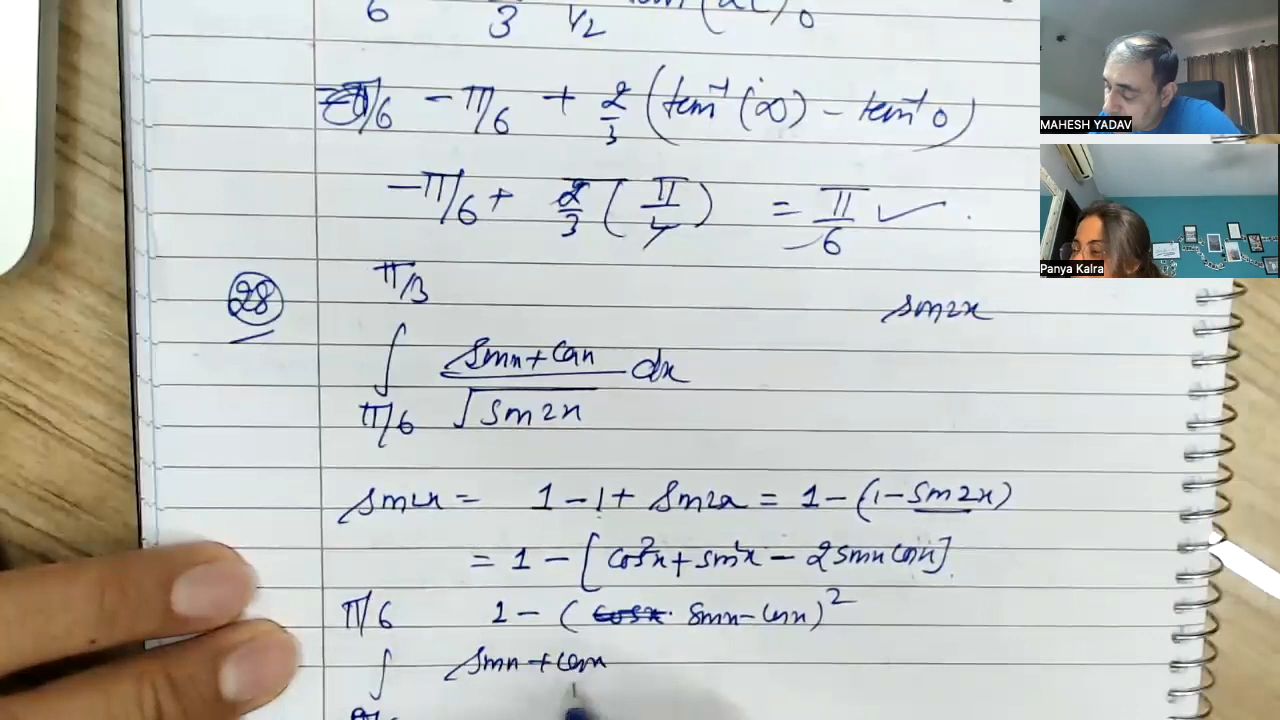 6 3 1/2 0
π/6 - π/6 + 2/3 (tan⁻¹(∞) - tan⁻¹0)
MAHESH YADAV
-π/6 + 2/3 (π/4) = π/6 ✓.
Panya Kalra
28
π/3
sin2x
∫ sinx + cosx dx
π/6 √sin2x
sin2x = 1 - 1 + sin2x = 1 - (1 - sin2x)
= 1 - [cos²x + sin²x - 2sinx cosx]
π/6 1 - (sinx - cosx)²
∫ sinx + cosx